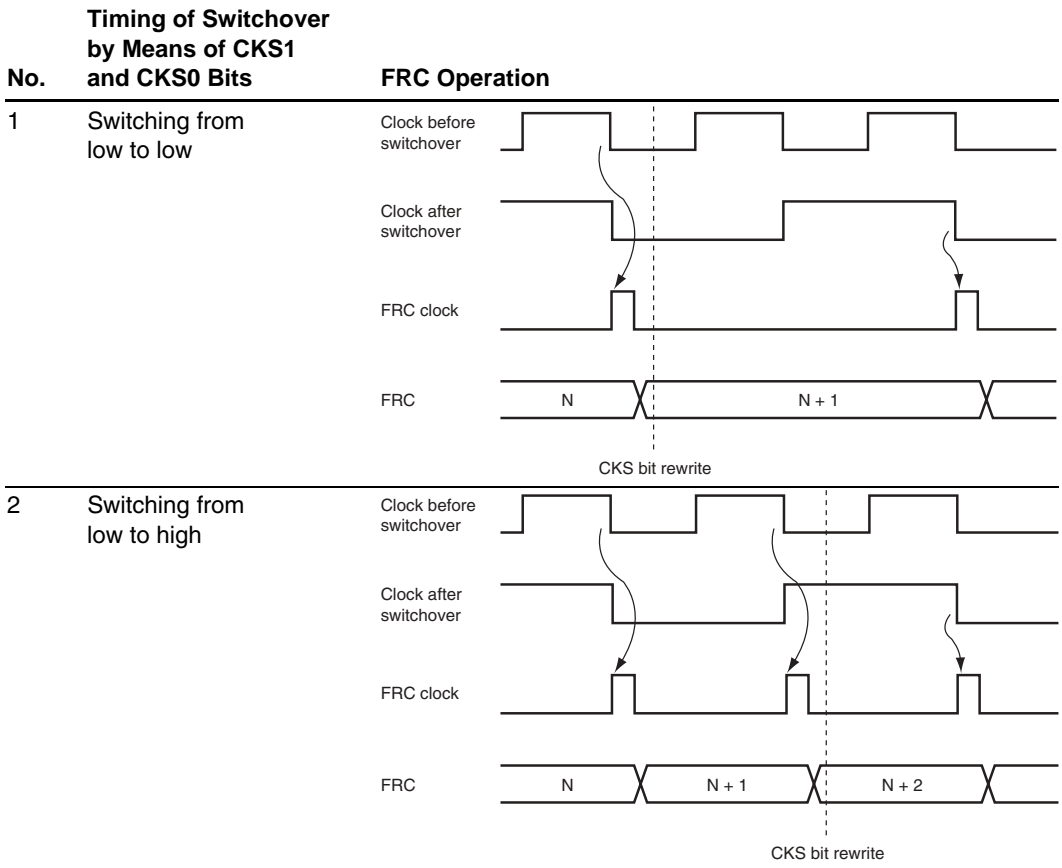 Timing of Switchover
by Means of CKS1
No. and CKS0 Bits FRC Operation
1 Switching from
low to low
Clock before
switchover
Clock after
switchover
FRC clock
FRC N N + 1
CKS bit rewrite
2 Switching from
low to high
Clock before
switchover
Clock after
switchover
FRC clock
FRC N N + 1 N + 2
CKS bit rewrite